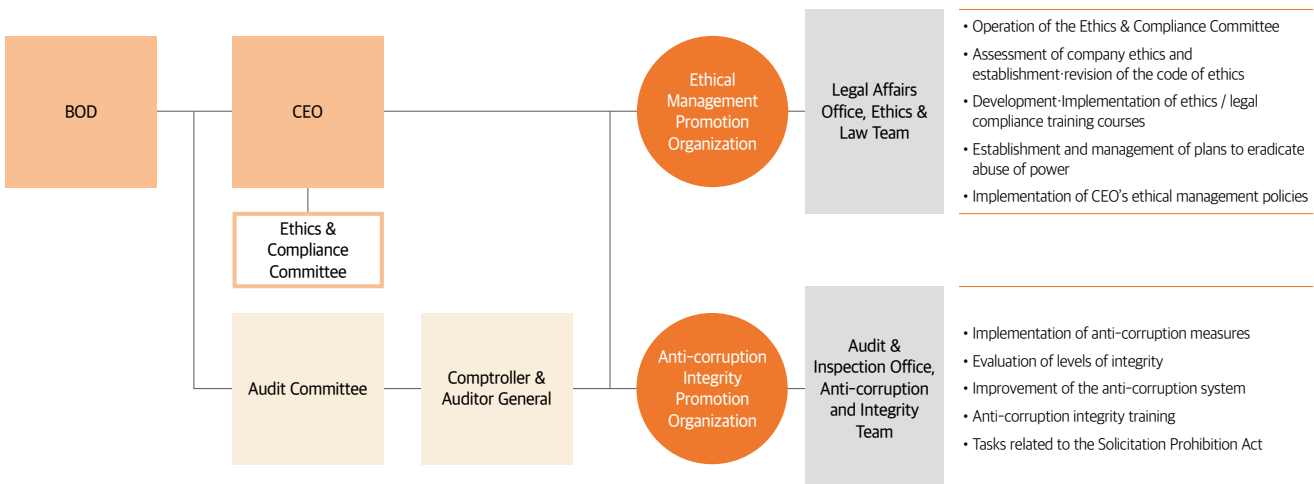 BOD
CEO
Ethics &
Compliance
Committee
Ethical
Management
Promotion
Organization
Legal Affairs
Office, Ethics &
Law Team
• Operation of the Ethics & Compliance Committee
• Assessment of company ethics and
establishment·revision of the code of ethics
• Development·Implementation of ethics / legal
compliance training courses
• Establishment and management of plans to eradicate
abuse of power
• Implementation of CEO's ethical management policies
Audit Committee
Comptroller &
Auditor General
Anti-corruption
Integrity
Promotion
Organization
Audit &
Inspection Office,
Anti-corruption
and Integrity
Team
• Implementation of anti-corruption measures
• Evaluation of levels of integrity
• Improvement of the anti-corruption system
• Anti-corruption integrity training
• Tasks related to the Solicitation Prohibition Act